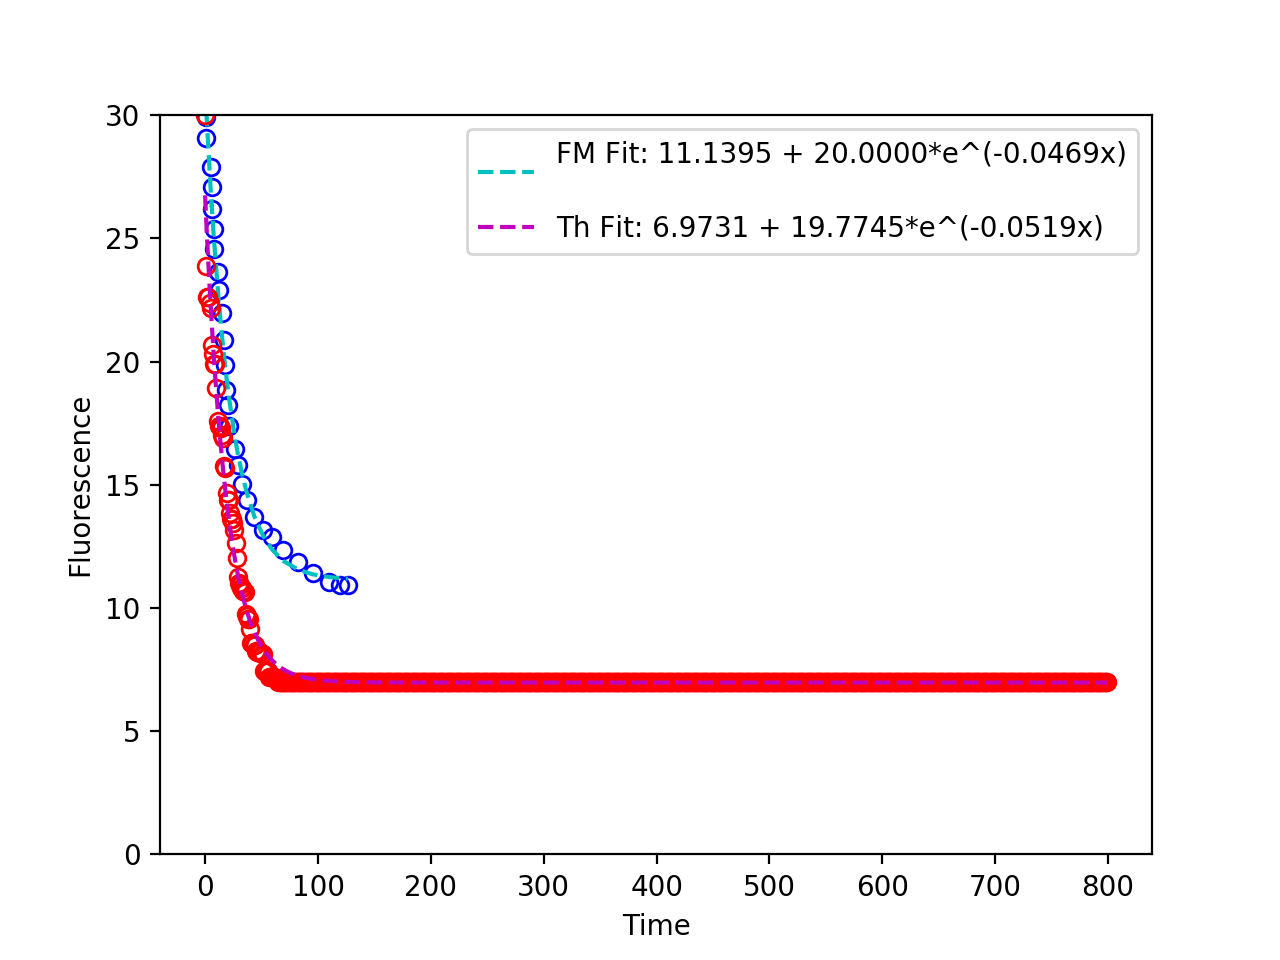 30
25
20
15
10
5
0
Fluorescence
FM Fit: 11.1395 + 20.0000*e^(-0.0469x)
Th Fit: 6.9731 + 19.7745*e^(-0.0519x)
0 100 200 300 400 500 600 700 800
Time